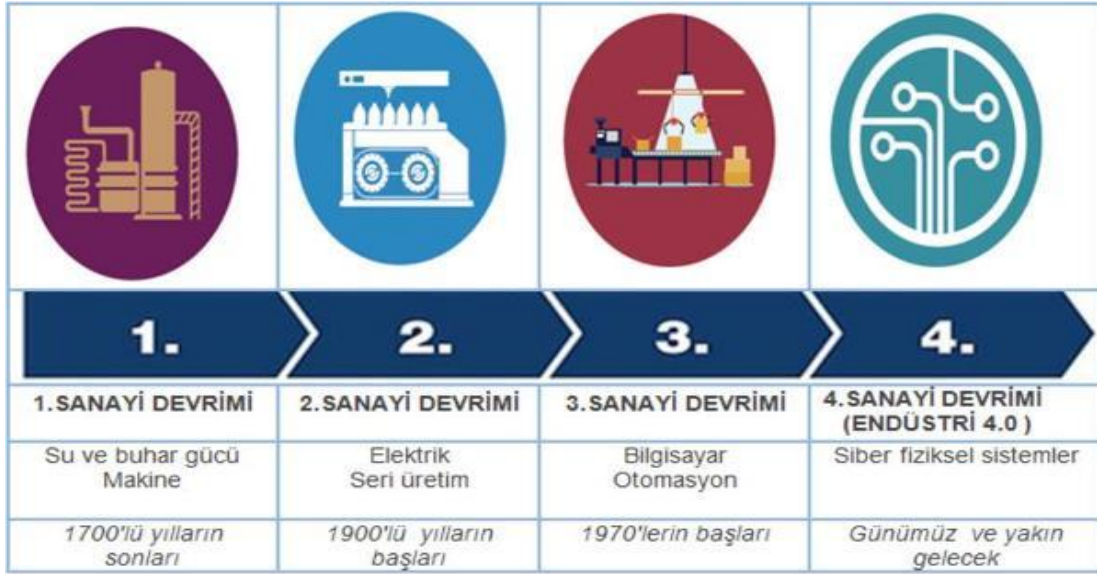 1. 2. 3. 4.
1.SANAYİ DEVRİMİ
2.SANAYİ DEVRİMİ
3.SANAYİ DEVRİMİ
4.SANAYİ DEVRİMİ
(ENDÜSTRİ 4.0 )
Su ve buhar gücü
Makine
Elektrik
Seri üretim
Bilgisayar
Otomasyon
Siber fiziksel sistemler
1700'lü yılların
sonları
1900'lü yılların
başları
1970'lerin başları
Günümüz ve yakın
gelecek